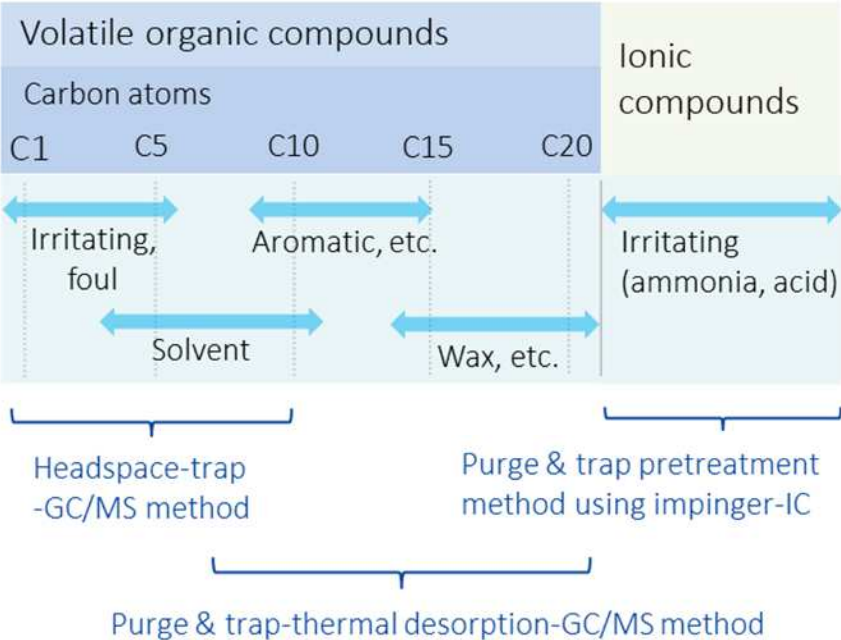 Volatile organic compounds
Ionic
compounds
Carbon atoms
C1 C5 C10 C15 C20
Irritating,
foul
Aromatic, etc.
Irritating
(ammonia, acid)
Solvent
Wax, etc.
Headspace-trap
-GC/MS method
Purge & trap pretreatment
method using impinger-IC
Purge & trap-thermal desorption-GC/MS method